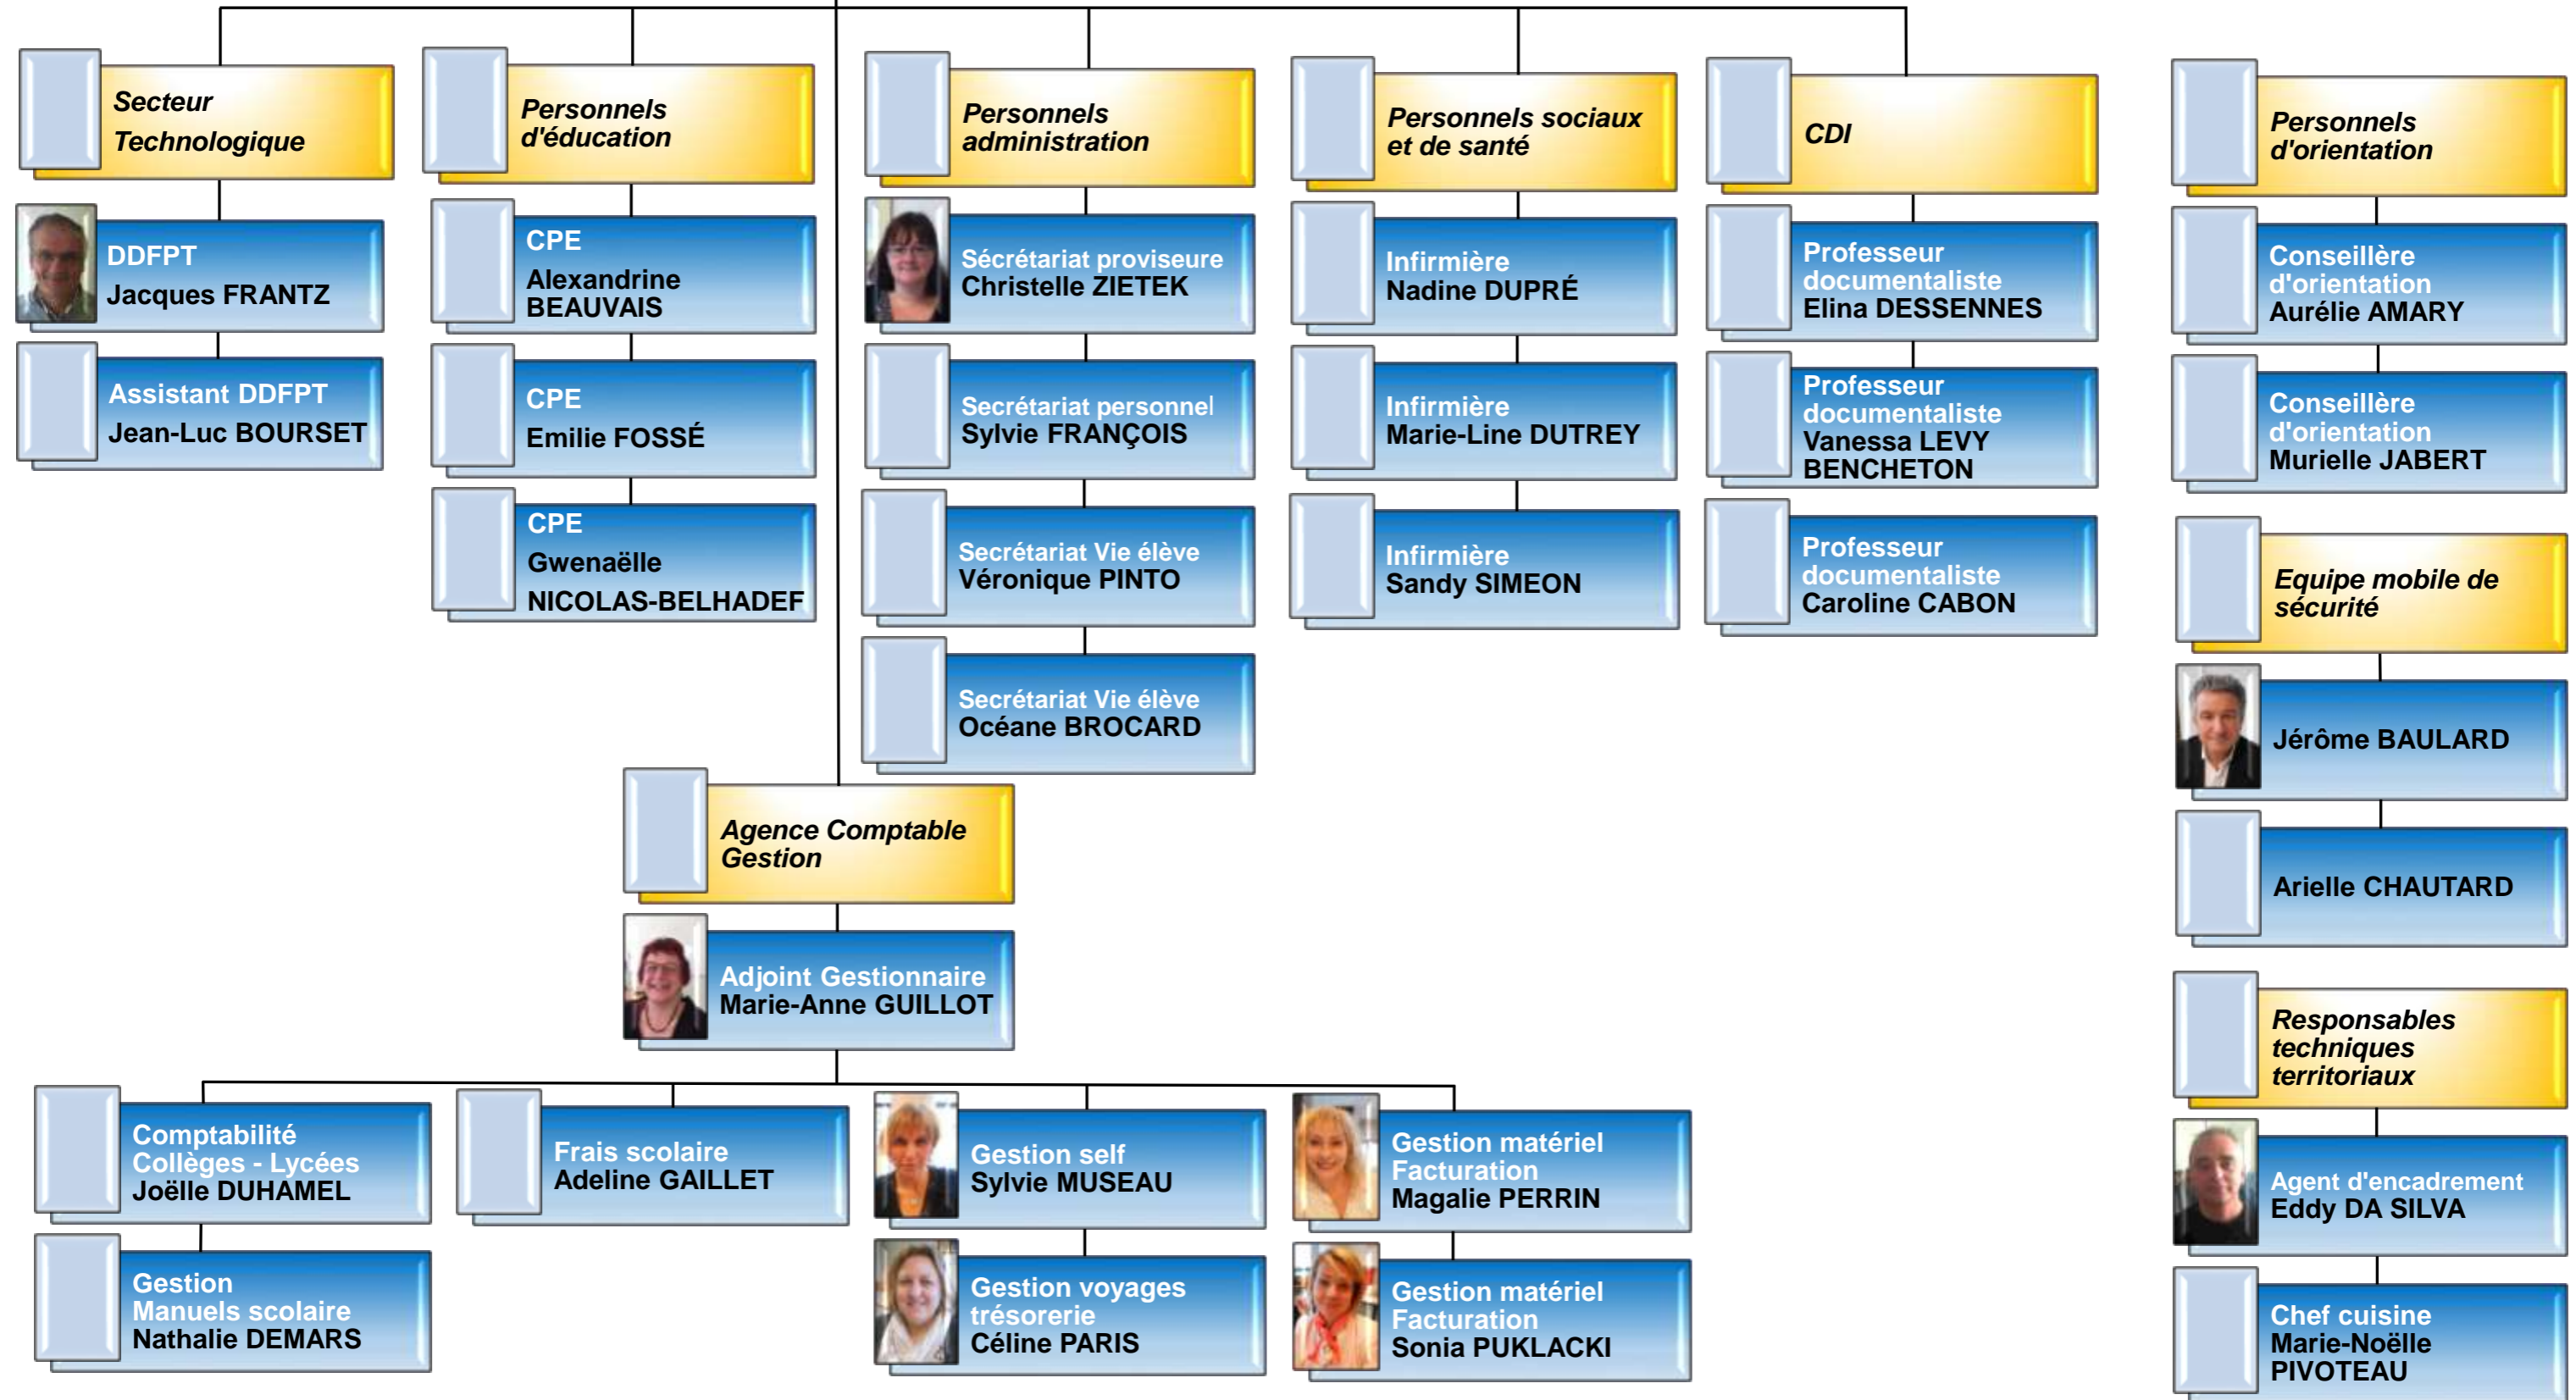 Secteur
Technologique
DDFPT
Jacques FRANTZ
Assistant DDFPT
Jean-Luc BOURSET
Personnels
d'éducation
CPE
Alexandrine
BEAUVAIS
CPE
Emilie FOSSÉ
CPE
Gwenaëlle
NICOLAS-BELHADEF
Personnels
administration
Sécrétariat proviseure
Christelle ZIETEK
Secrétariat personnel
Sylvie FRANÇOIS
Secrétariat Vie élève
Véronique PINTO
Secrétariat Vie élève
Océane BROCARD
Personnels sociaux
et de santé
Infirmière
Nadine DUPRÉ
Infirmière
Marie-Line DUTREY
Infirmière
Sandy SIMEON
CDI
Professeur
documentaliste
Elina DESSENNES
Professeur
documentaliste
Vanessa LEVY
BENCHETON
Professeur
documentaliste
Caroline CABON
Personnels
d'orientation
Conseillère
d'orientation
Aurélie AMARY
Conseillère
d'orientation
Murielle JABERT
Equipe mobile de
sécurité
Jérôme BAULARD
Arielle CHAUTARD
Responsables
techniques
territoriaux
Agent d'encadrement
Eddy DA SILVA
Chef cuisine
Marie-Noëlle
PIVOTEAU
Agence Comptable
Gestion
Adjoint Gestionnaire
Marie-Anne GUILLOT
Comptabilité
Collèges - Lycées
Joëlle DUHAMEL
Gestion
Manuels scolaire
Nathalie DEMARS
Frais scolaire
Adeline GAILLET
Gestion self
Sylvie MUSEAU
Gestion voyages
trésorerie
Céline PARIS
Gestion matériel
Facturation
Magalie PERRIN
Gestion matériel
Facturation
Sonia PUKLACKI